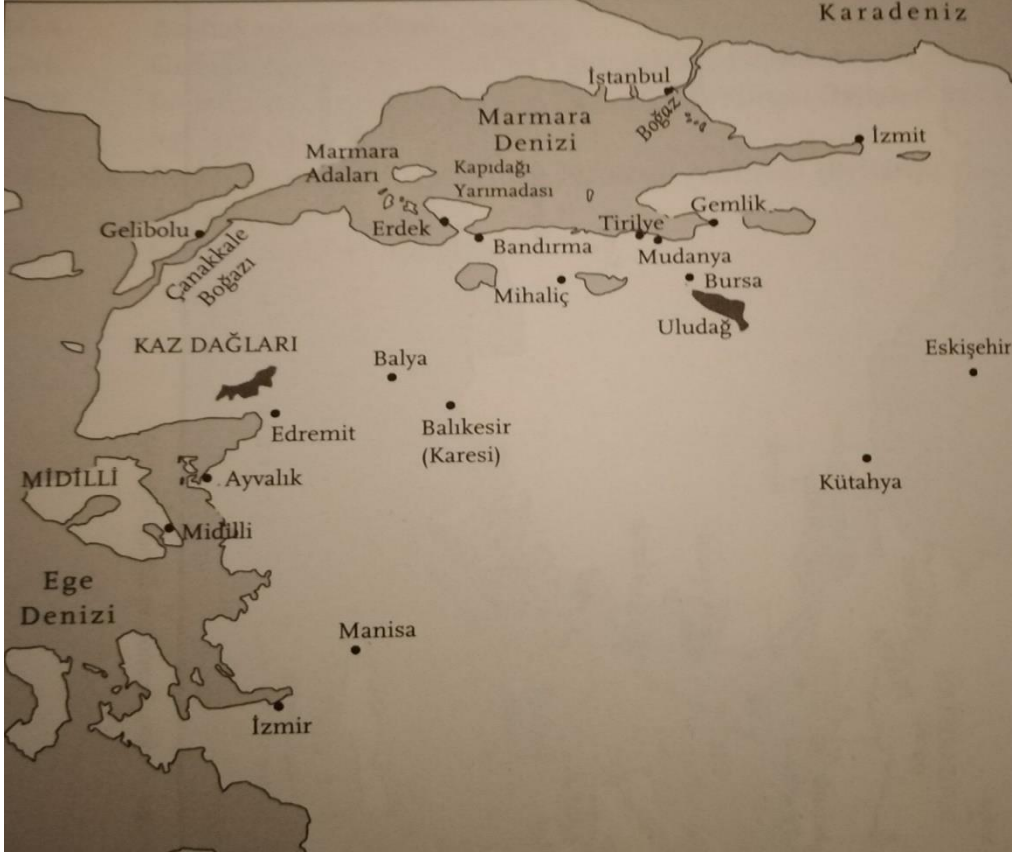 Karadeniz
İstanbul
Marmara
Denizi
Boğaz
İzmit
Marmara
Adaları
Kapıdağı
Yarımadası
Gelibolu
Erdek
Tirilye
Gemlik
Bandırma
Mudanya
Çanakkale
Boğazı
Mihaliç
Bursa
Uludağ
KAZ DAĞLARI
Balya
Eskişehir
Edremit
Balıkesir
(Karesi)
MİDİLLİ
Ayvalık
Kütahya
Midilli
Ege
Denizi
Manisa
İzmir